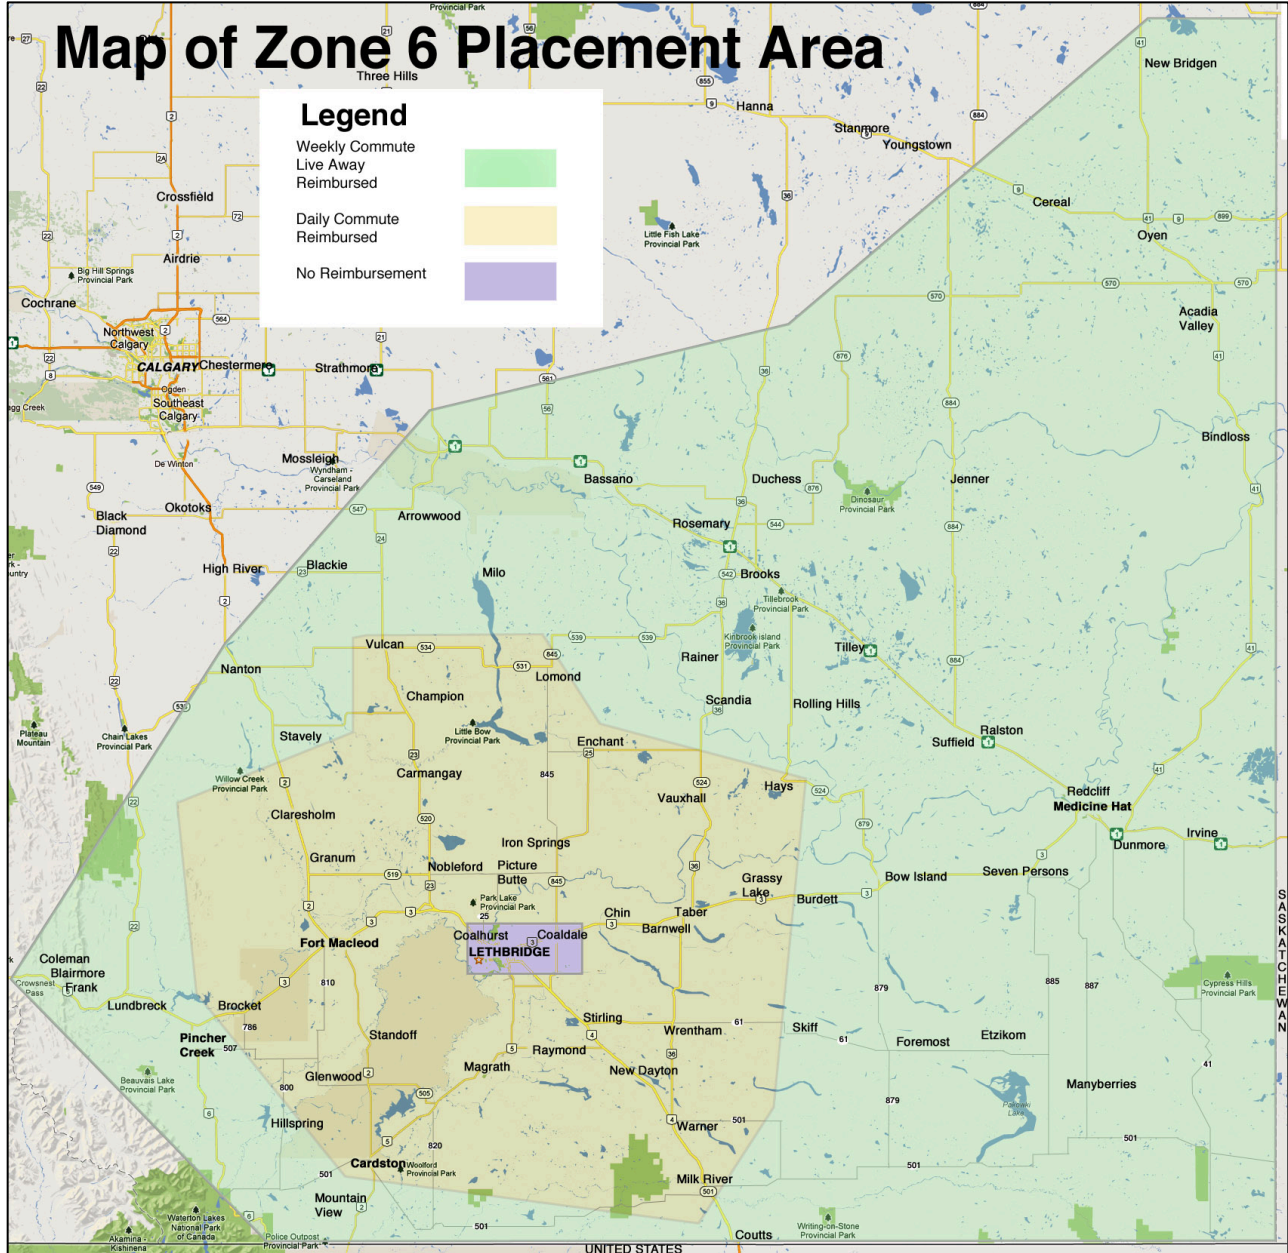 Map of Zone 6 Placement Area
Legend
Weekly Commute
Live Away
Reimbursed
Daily Commute
Reimbursed
No Reimbursement
Provincial Park
Three Hills
Hanna
Stanmore
Youngstown
New Brigden
Cereal
Oyen
Acadia
Valley
Bindloss
Crossfield
Airdrie
Big Hill Springs
Provincial Park
Cochrane
Northwest
Calgary
CALGARY
Chestermere
Strathmore
Ogden
Southeast
Calgary
agg Creek
De Winton
Little Fish Lake
Provincial Park
Mossleigh
Wyndham -
Carseland
Provincial Park
Okotoks
Black
Diamond
High River
Blackie
Arrowwood
Milo
Bassano
Duchess
Rosemary
Brooks
Tillebrook
Provincial Park
Kinbrook island
Provincial Park
Dinosaur
Provincial Park
Jenner
Tilley
Rainer
Scandia
Rolling Hills
Ralston
Suffield
Redcliff
Medicine Hat
Dunmore
Irvine
Seven Persons
Bow Island
Burdett
Plateau
Mountain
Chain Lakes
Provincial Park
Nanton
Stavely
Willow Creek
Provincial Park
Vulcan
Champion
Little Bow
Provincial Park
Lomond
Enchant
Carmangay
Vauxhall
Hays
Claresholm
Granum
Iron Springs
Nobleford
Picture
Butte
Park Lake
Provincial Park
Grassy
Lake
Chin
Taber
Barnwell
Coalhurst
Coaldale
LETHBRIDGE
Fort Macleod
Coleman
Blairmore
Frank
Crowsnest
Pass
Lundbreck
Brocket
Pincher
Creek
Beauvais Lake
Provincial Park
Standoff
Glenwood
Hillspring
Cardston
Woolford
Provincial Park
Mountain
View
Waterton Lakes
National Park
of Canada
Akamina -
Kishinena
Police Outpost
Provincial Park
Stirling
Raymond
Magrath
New Dayton
Wrentham
Warner
Milk River
Coutts
Skiff
Foremost
Etzikom
Manyberries
Pakowki
Lake
Cypress Hills
Provincial Park
Writing-on-Stone
Provincial Park
SASKATCHEWAN
UNITED STATES